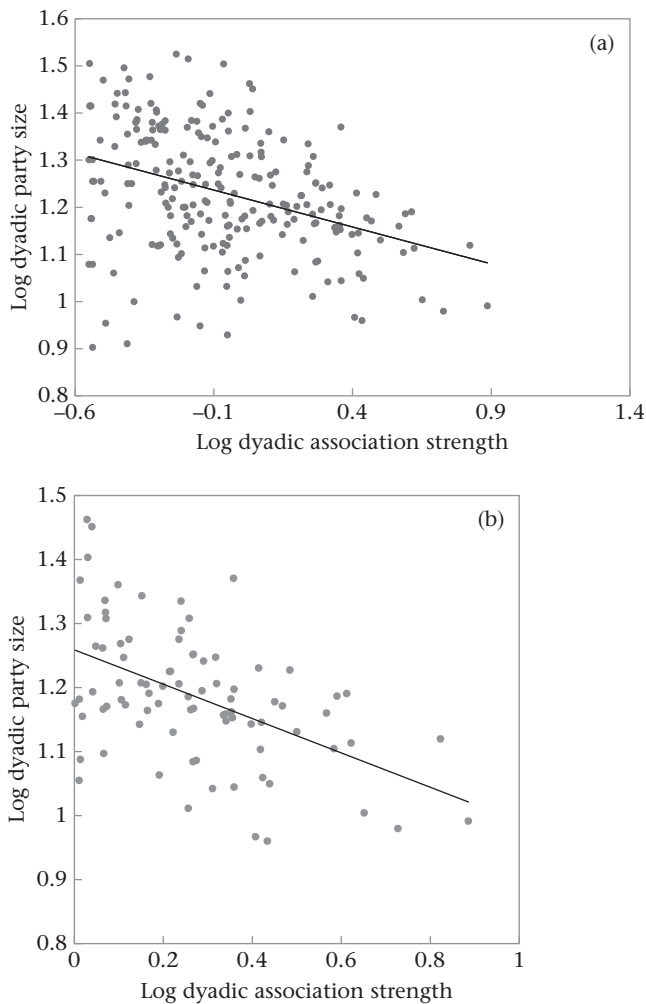 1.6
(a)
1.5
1.4
1.3
1.2
1.1
1
0.9
0.8
−0.6 −0.1 0.4 0.9 1.4
Log dyadic party size
Log dyadic association strength
1.5
(b)
1.4
1.3
1.2
1.1
1
0.9
0.8
0 0.2 0.4 0.6 0.8 1
Log dyadic party size
Log dyadic association strength